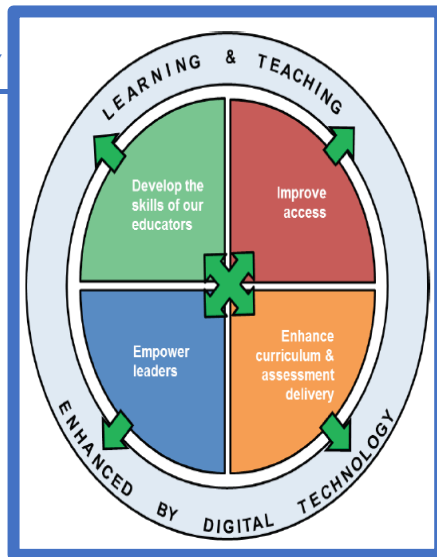 LEARNING & TEACHING
Develop the
skills of our
educators
Improve
access
Empower
leaders
Enhance
curriculum &
assessment
delivery
ENHANCED BY DIGITAL TECHNOLOGY